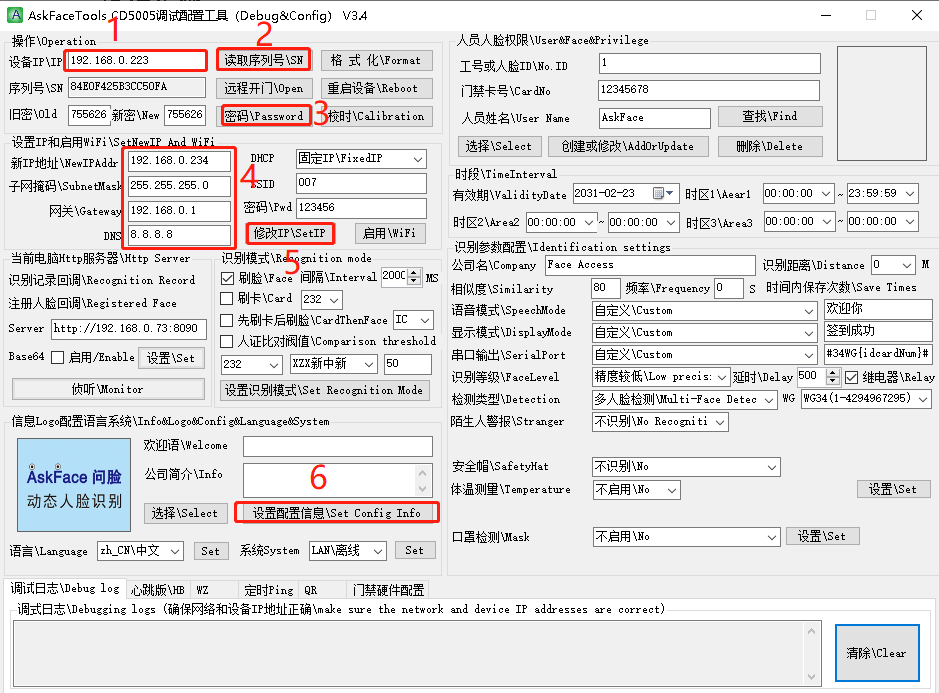 AskFaceTools_CD5005调试配置工具 (Debug&Config) V3.4
1
操作\Operation
2
设备IP\IP 192.168.0.223 读取序列号\SN 格 式 化\Format
序列号\SN 84E0F425B3CC50FA 远程开门\Open 重启设备\Reboot
旧密\Old 755626 新密\New 755626 密码\Password 3 校时\Calibration
设置IP和启用WiFi\SetNewIP And WiFi
新IP地址\NewIPAddr 192.168.0.234 DHCP 固定IP\FixedIP
4
子网掩码\SubnetMask 255.255.255.0 SSID 007
网关\Gateway 192.168.0.1 密码\Pwd 123456
DNS 8.8.8.8 修改IP\SetIP 启用\WiFi
5
当前电脑Http服务器\Http Server
识别记录回调\Recognition Record
注册人脸回调\Registered Face
Server http://192.168.0.73:8090
Base64 启用/Enable 设置\Set
侦听\Monitor
识别模式\Recognition mode
刷脸\Face 间隔\Interval 2000 MS
刷卡\Card 232
先刷卡后刷脸\CardThenFace IC
人证比对阀值\Comparison threshold
232 XZX新中新 50
设置识别模式\Set Recognition Mode
信息Logo配置语言系统\Info&Logo&Config&Language&System
AskFace 问脸
动态人脸识别
欢迎语\Welcome
公司简介\Info
6
选择\Select 设置配置信息\Set Config Info
语言\Language zh_CN\中文 Set 系统System LAN\离线 Set
人员人脸权限\User&Face&Privilege
工号或人脸ID\No.ID 1
门禁卡号\CardNo 12345678
人员姓名\User Name AskFace 查找\Find
选择\Select 创建或修改\AddOrUpdate 删除\Delete
时段\TimeInterval
有效期\ValidityDate 2031-02-23 时区1\Aear1 00:00:00 ~ 23:59:59
时区2\Area2 00:00:00 ~ 00:00:00 时区3\Area3 00:00:00 ~ 00:00:00
识别参数配置\Identification settings
公司名\Company Face Access 识别距离\Distance 0 M
相似度\Similarity 80 频率\Frequency 0 S 时间内保存次数\Save Times
语音模式\SpeechMode 自定义\Custom 欢迎你
显示模式\DisplayMode 自定义\Custom 签到成功
串口输出\SerialPort 自定义\Custom #34WG{idcardNum}#
识别等级\FaceLevel 精度较低\Low precis: 延时\Delay 500 继电器\Relay
检测类型\Detection 多人脸检测\Multi-Face Detec WG WG34(1-4294967295)
陌生人警报\Stranger 不识别\No Recogniti
安全帽\SafetyHat 不识别\No
体温测量\Temperature 不启用\No 设置\Set
口罩检测\Mask 不启用\No 设置\Set
调试日志\Debug log 心跳版\HB WZ 定时Ping QR 门禁硬件配置
调式日志\Debugging logs (确保网络和设备IP地址正确\make sure the network and device IP addresses are correct)
清除\Clear